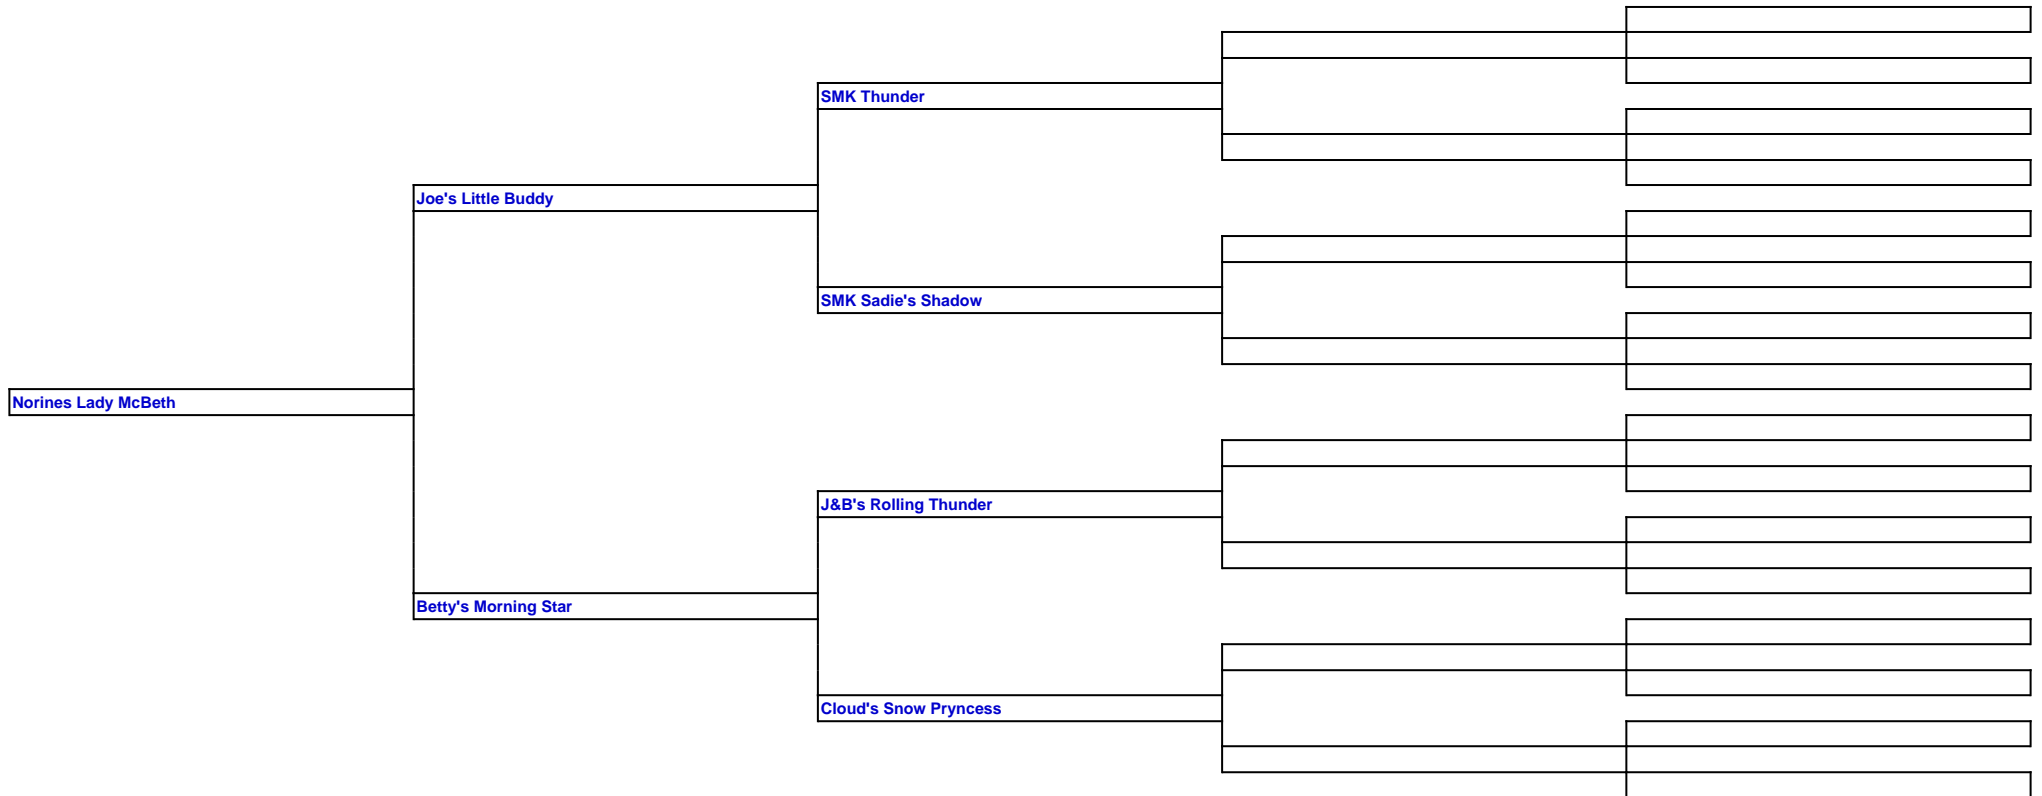 SMK Thunder
Joe's Little Buddy
SMK Sadie's Shadow
Norines Lady McBeth
J&B's Rolling Thunder
Betty's Morning Star
Cloud's Snow Pryncess